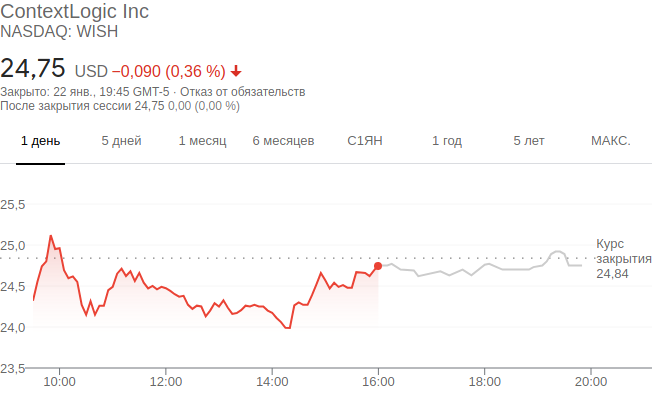 ContextLogic Inc
NASDAQ: WISH
24,75 USD −0,090 (0,36 %)
Закрыто: 22 янв., 19:45 GMT-5 · Отказ от обязательств
После закрытия сессии 24,75 0,00 (0,00 %)
1 день 5 дней 1 месяц 6 месяцев С1ЯН 1 год 5 лет МАКС.
25,5
25,0
Курс
закрытия
24,84
24,5
24,0
23,5
10:00 12:00 14:00 16:00 18:00 20:00